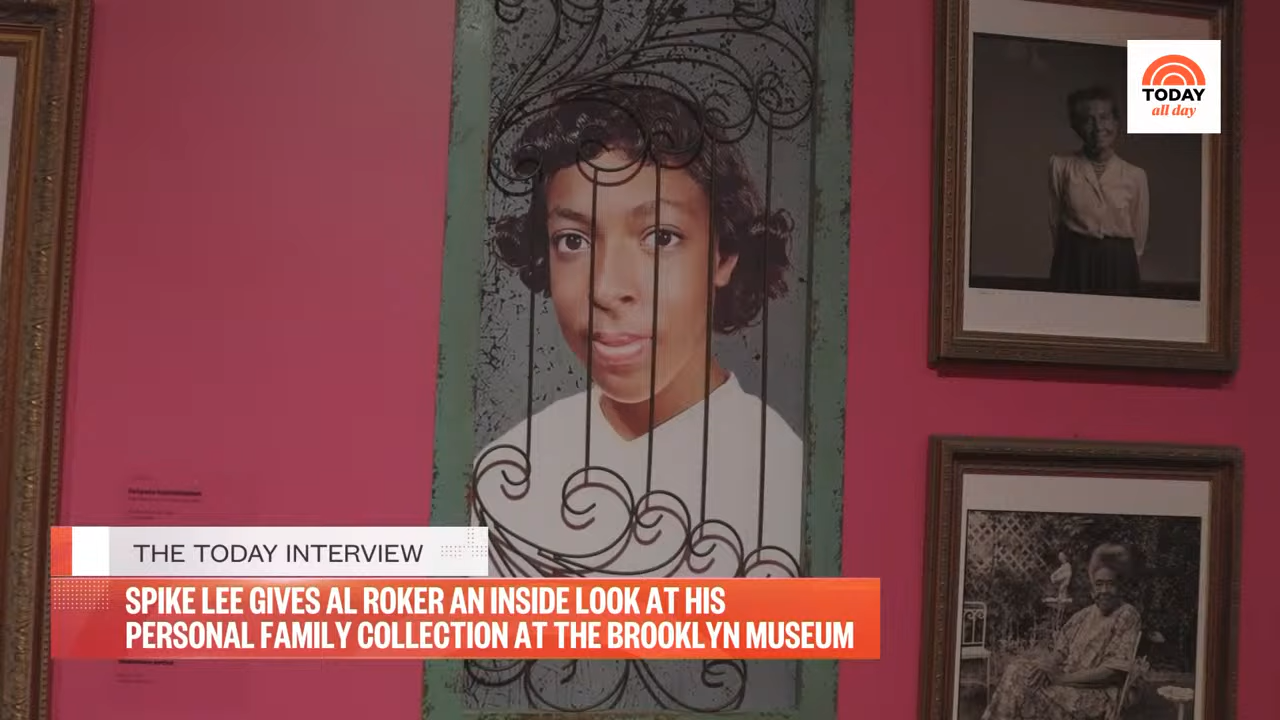 TODAY
all day
THE TODAY INTERVIEW
SPIKE LEE GIVES AL ROKER AN INSIDE LOOK AT HIS
PERSONAL FAMILY COLLECTION AT THE BROOKLYN MUSEUM